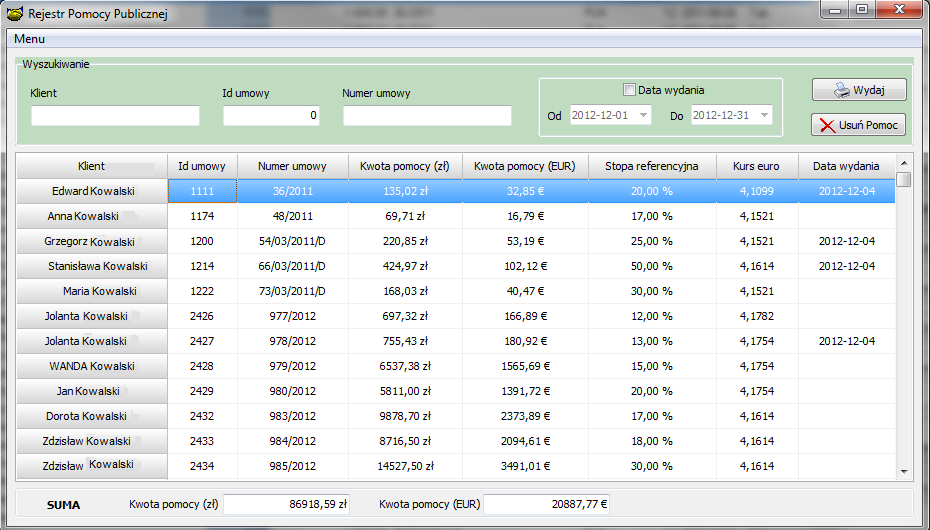 Rejestr Pomocy Publicznej
Menu
Wyszukiwanie
Klient Id umowy Numer umowy Data wydania Wydaj
0 Od 2012-12-01 Do 2012-12-31 Usuń Pomoc
Klient Id umowy Numer umowy Kwota pomocy (zł) Kwota pomocy (EUR) Stopa referencyjna Kurs euro Data wydania
Edward Kowalski 1111 36/2011 135,02 zł 32,85 € 20,00 % 4,1099 2012-12-04
Anna Kowalski 1174 48/2011 69,71 zł 16,79 € 17,00 % 4,1521
Grzegorz Kowalski 1200 54/03/2011/D 220,85 zł 53,19 € 25,00 % 4,1521 2012-12-04
Stanisława Kowalski 1214 66/03/2011/D 424,97 zł 102,12 € 50,00 % 4,1614 2012-12-04
Maria Kowalski 1222 73/03/2011/D 168,03 zł 40,47 € 30,00 % 4,1521
Jolanta Kowalski 2426 977/2012 697,32 zł 166,89 € 12,00 % 4,1782
Jolanta Kowalski 2427 978/2012 755,43 zł 180,92 € 13,00 % 4,1754 2012-12-04
WANDA Kowalski 2428 979/2012 6537,38 zł 1565,69 € 15,00 % 4,1754
Jan Kowalski 2429 980/2012 5811,00 zł 1391,72 € 20,00 % 4,1754
Dorota Kowalski 2432 983/2012 9878,70 zł 2373,89 € 17,00 % 4,1614
Zdzisław Kowalski 2433 984/2012 8716,50 zł 2094,61 € 18,00 % 4,1614
Zdzisław Kowalski 2434 985/2012 14527,50 zł 3491,01 € 30,00 % 4,1614
SUMA Kwota pomocy (zł) 86918,59 zł Kwota pomocy (EUR) 20887,77 €